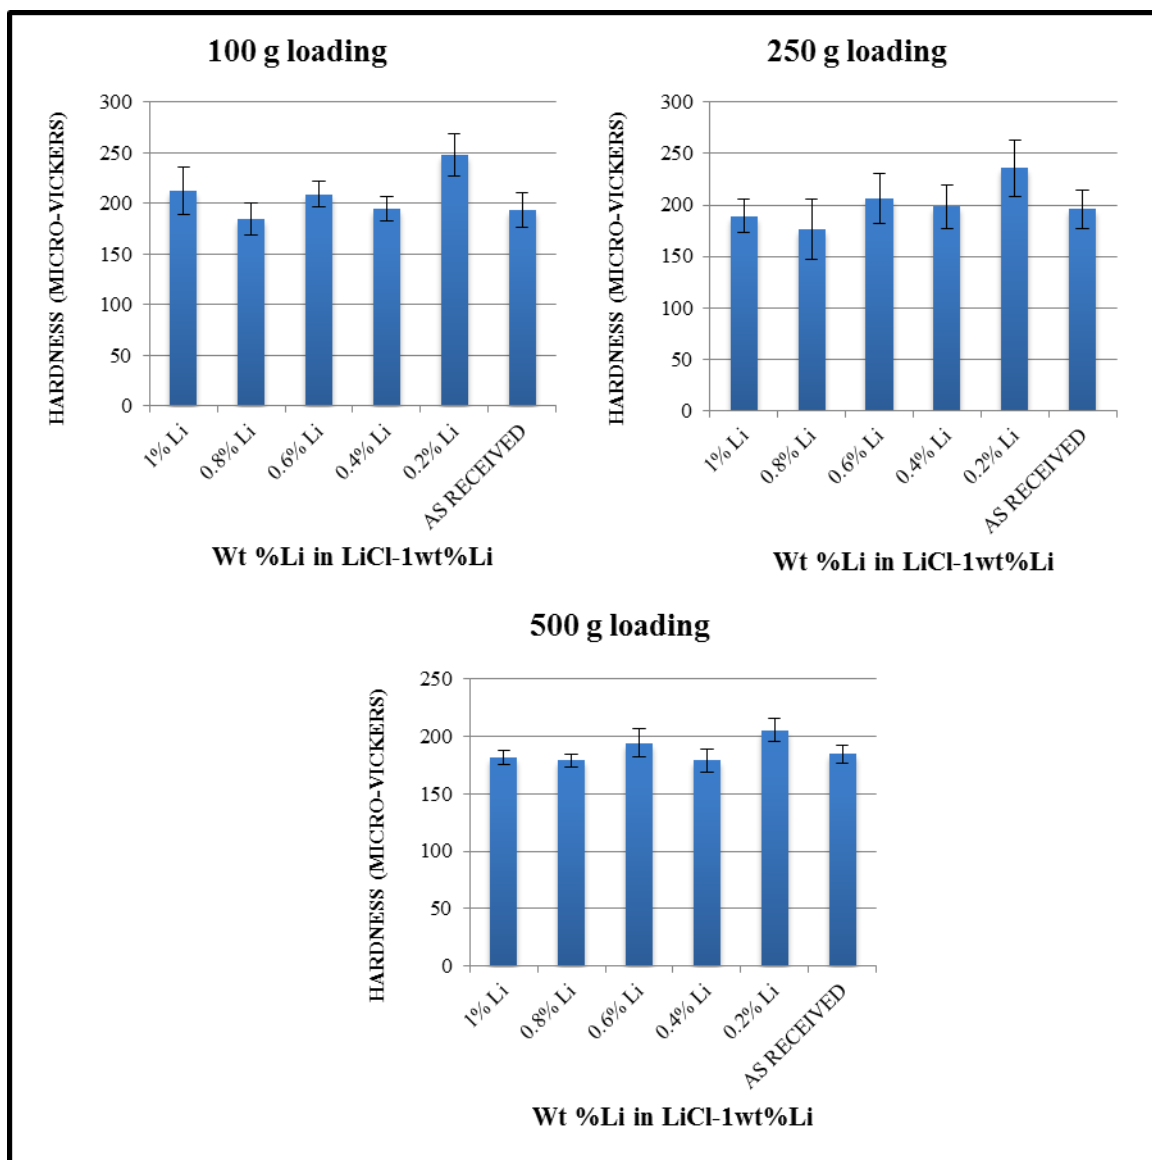 100 g loading
HARDNESS (MICRO-VICKERS)
300
250
200
150
100
50
0
1% Li
0.8% Li
0.6% Li
0.4% Li
0.2% Li
AS RECEIVED
Wt %Li in LiCl-1wt%Li
250 g loading
HARDNESS (MICRO-VICKERS)
300
250
200
150
100
50
0
1% Li
0.8% Li
0.6% Li
0.4% Li
0.2% Li
AS RECEIVED
Wt %Li in LiCl-1wt%Li
500 g loading
HARDNESS (MICRO-VICKERS)
250
200
150
100
50
0
1% Li
0.8% Li
0.6% Li
0.4% Li
0.2% Li
AS RECEIVED
Wt %Li in LiCl-1wt%Li